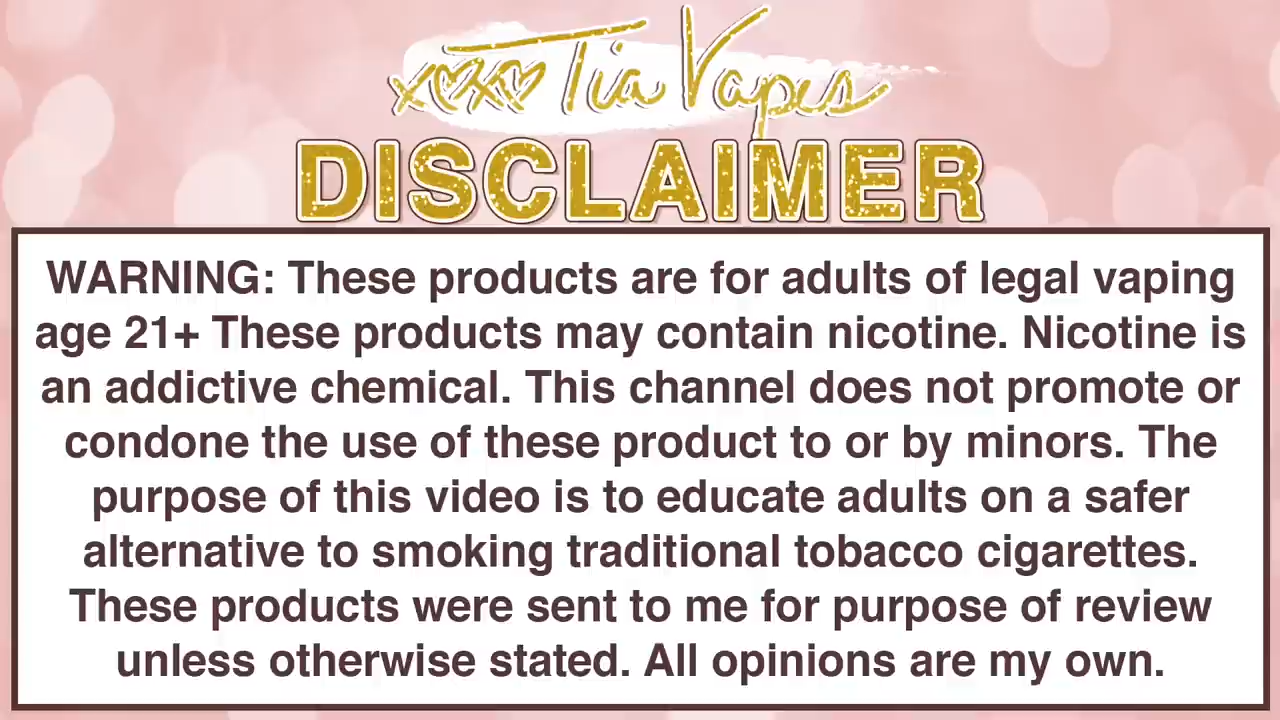 xoxo Tia Vapes
DISCLAIMER
WARNING: These products are for adults of legal vaping
age 21+ These products may contain nicotine. Nicotine is
an addictive chemical. This channel does not promote or
condone the use of these product to or by minors. The
purpose of this video is to educate adults on a safer
alternative to smoking traditional tobacco cigarettes.
These products were sent to me for purpose of review
unless otherwise stated. All opinions are my own.